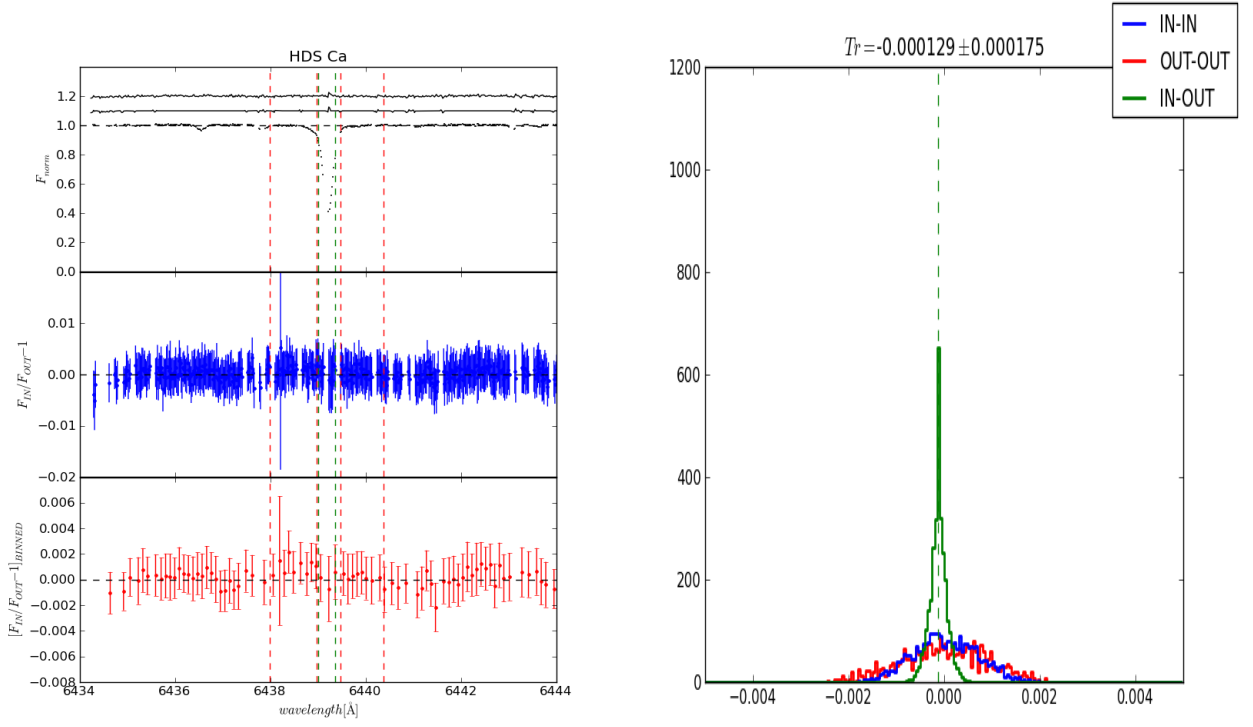 HDS Ca
1.2
1.0
0.8
0.6
0.4
0.2
0.0
F_norm
0.01
0.00
−0.01
−0.02
F_IN/F_OUT−1
0.006
0.004
0.002
0.000
−0.002
−0.004
−0.006
−0.008
[F_IN/F_OUT−1]_BINNED
6434 6436 6438 6440 6442 6444
wavelength[Å]
Tr=-0.000129±0.000175
IN-IN
OUT-OUT
IN-OUT
1200
1000
800
600
400
200
0
−0.004 −0.002 0.000 0.002 0.004